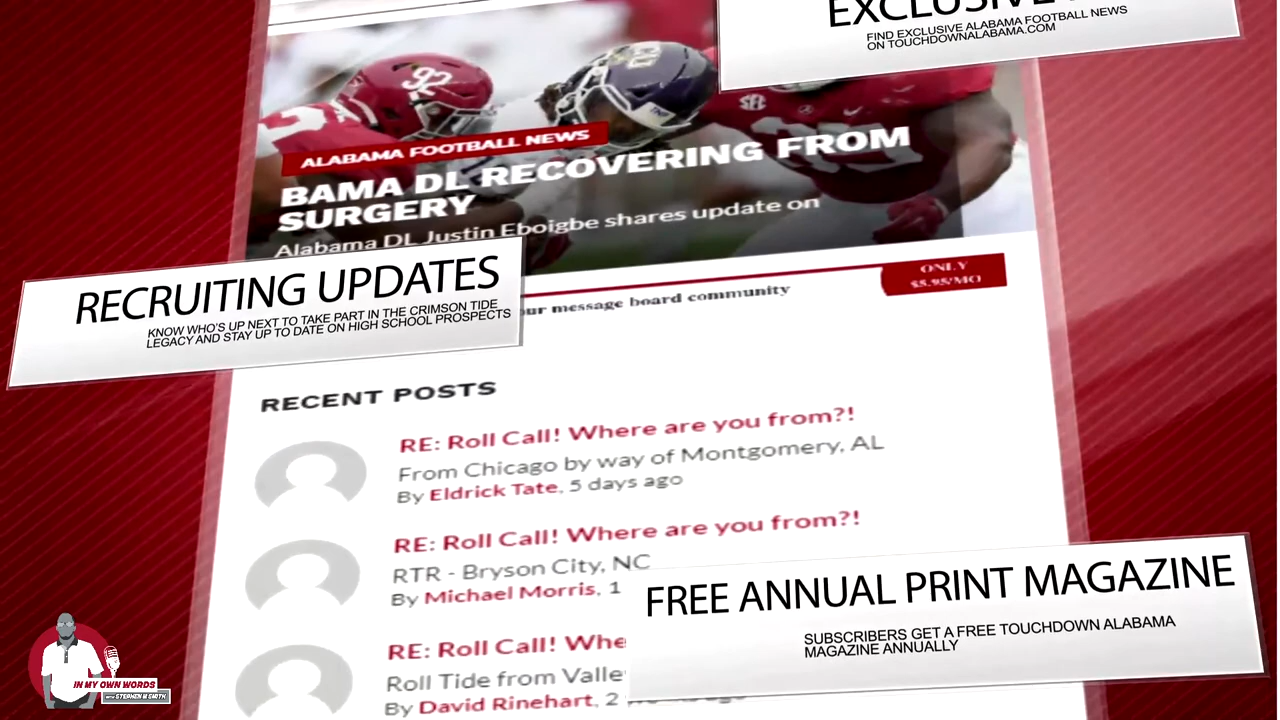 EXCLUSIVE
FIND EXCLUSIVE ALABAMA FOOTBALL NEWS
ON TOUCHDOWNALABAMA.COM
ALABAMA FOOTBALL NEWS
BAMA DL RECOVERING FROM
SURGERY
Alabama DL Justin Eboigbe shares update on
RECRUITING UPDATES
KNOW WHO'S UP NEXT TO TAKE PART IN THE CRIMSON TIDE
LEGACY AND STAY UP TO DATE ON HIGH SCHOOL PROSPECTS
ONLY
$5.95/MO
our message board community
RECENT POSTS
RE: Roll Call! Where are you from?!
From Chicago by way of Montgomery, AL
By Eldrick Tate, 5 days ago
RE: Roll Call! Where are you from?!
RTR - Bryson City, NC
By Michael Morris, 1
FREE ANNUAL PRINT MAGAZINE
SUBSCRIBERS GET A FREE TOUCHDOWN ALABAMA
MAGAZINE ANNUALLY
RE: Roll Call! Whe
Roll Tide from Valle
By David Rinehart, 2
IN MY OWN WORDS
WITH STEPHEN M SMITH